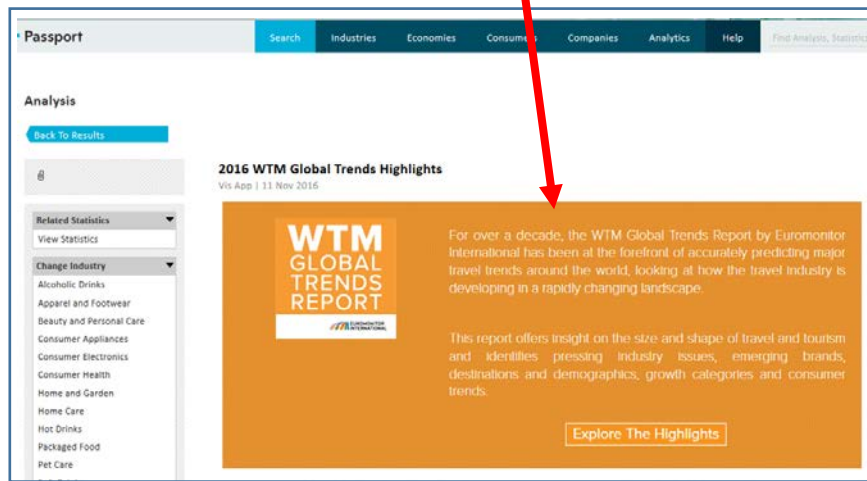 Passport
Search Industries Economies Consumers Companies Analytics Help Find Analysis, Statistics
Analysis
Back To Results
2016 WTM Global Trends Highlights
Vis App | 11 Nov 2016
Related Statistics
View Statistics
Change Industry
Alcoholic Drinks
Apparel and Footwear
Beauty and Personal Care
Consumer Appliances
Consumer Electronics
Consumer Health
Home and Garden
Home Care
Hot Drinks
Packaged Food
Pet Care
WTM
GLOBAL
TRENDS
REPORT
EUROMONITOR
INTERNATIONAL
For over a decade, the WTM Global Trends Report by Euromonitor
International has been at the forefront of accurately predicting major
travel trends around the world, looking at how the travel industry is
developing in a rapidly changing landscape.
This report offers insight on the size and shape of travel and tourism
and identifies pressing industry issues, emerging brands,
destinations and demographics, growth categories and consumer
trends.
Explore The Highlights